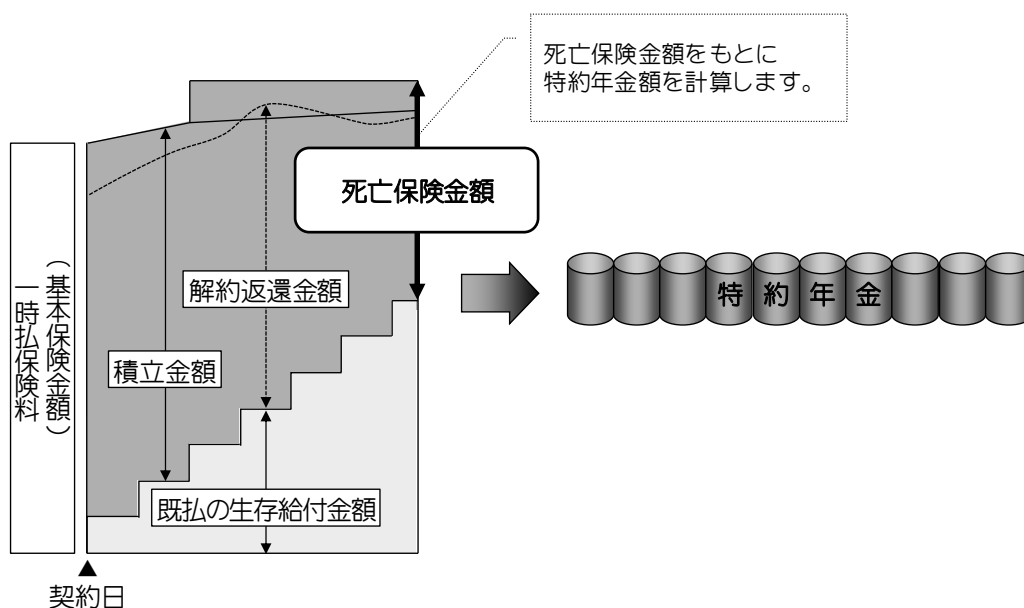 死亡保険金額をもとに
特約年金額を計算します。
死亡保険金額
一時払保険料
（基本保険金額）
解約返還金額
積立金額
既払の生存給付金額
特約年金
▲
契約日